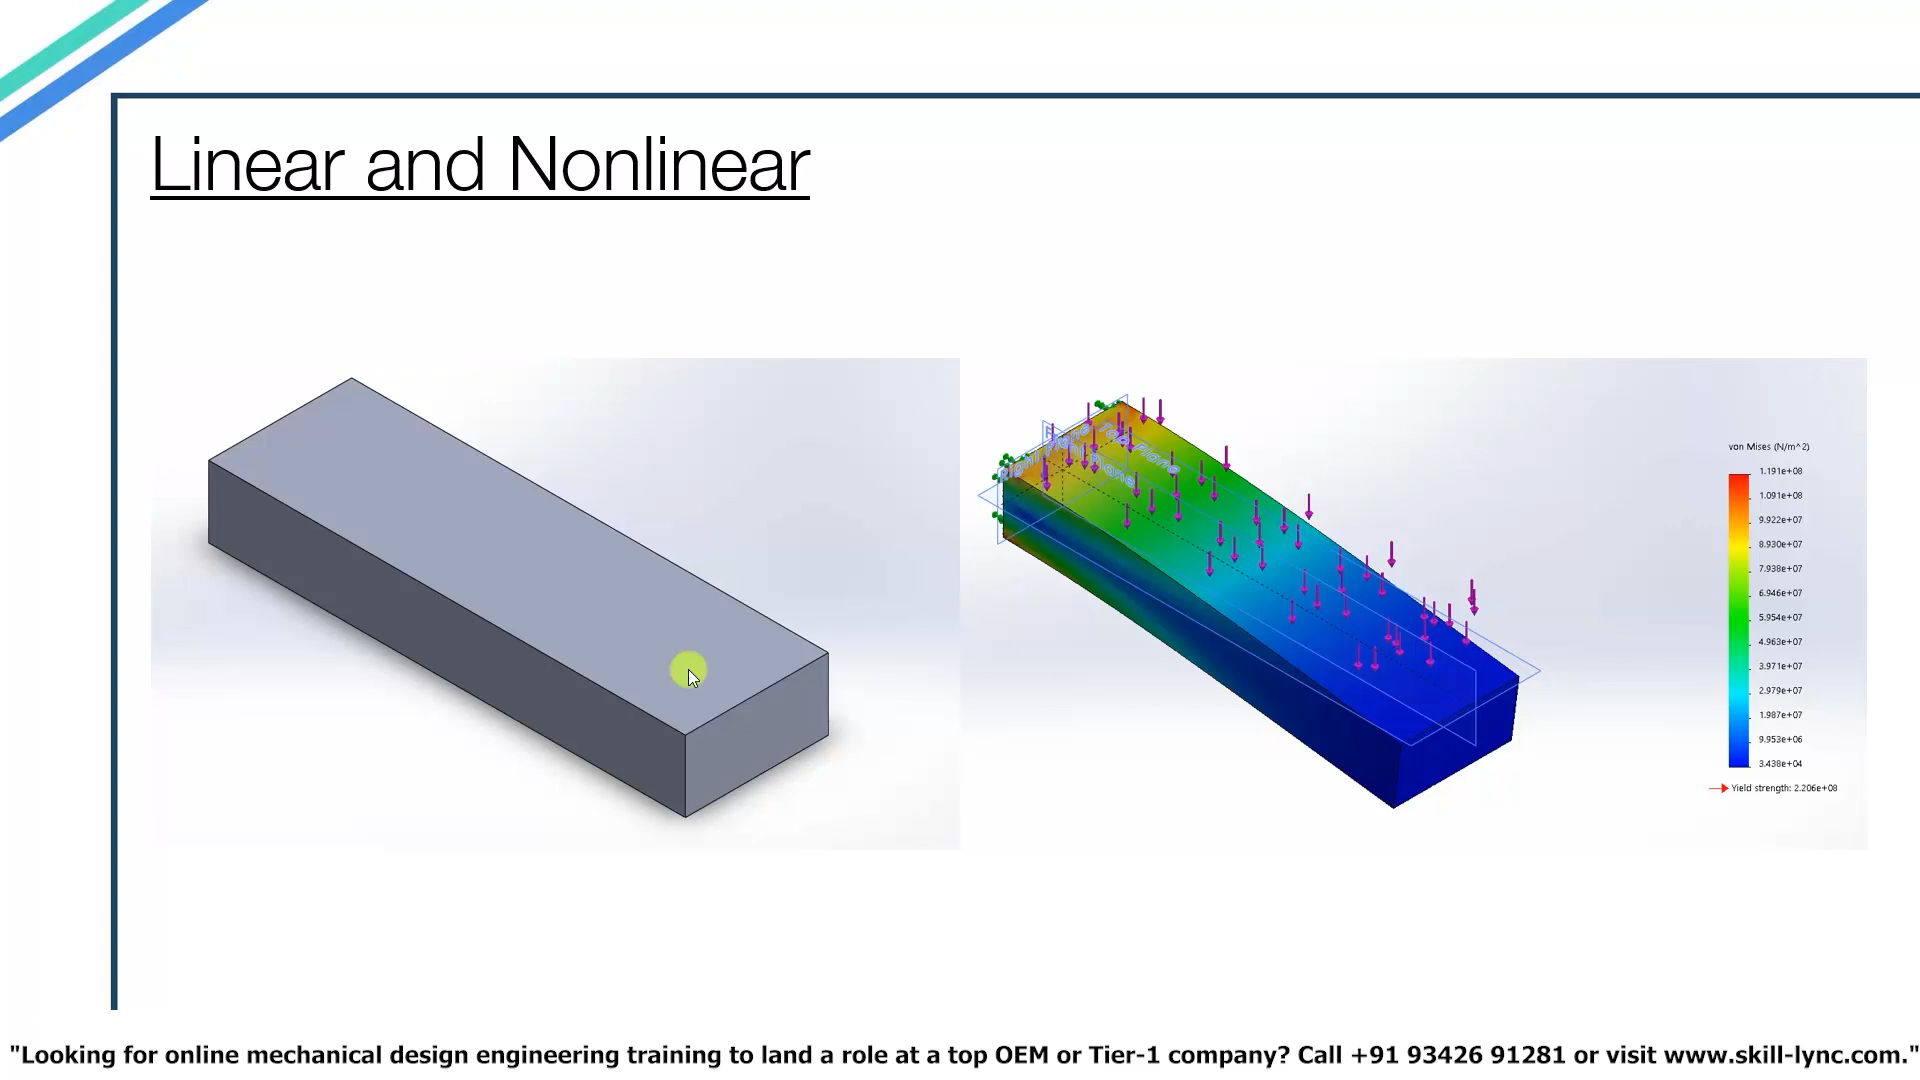 Linear and Nonlinear
Top Plane
von Mises (N/m^2)
1.191e+08
1.091e+08
9.922e+07
8.930e+07
7.938e+07
6.946e+07
5.954e+07
4.963e+07
3.971e+07
2.979e+07
1.987e+07
9.953e+06
3.438e+04
Yield strength: 2.206e+08
"Looking for online mechanical design engineering training to land a role at a top OEM or Tier-1 company? Call +91 93426 91281 or visit www.skill-lync.com."